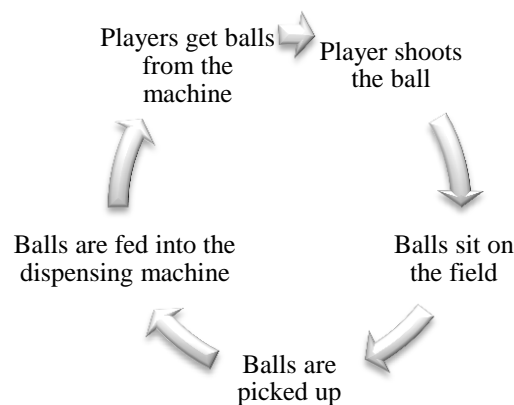 Players get balls
from the
machine
Player shoots
the ball
Balls sit on
the field
Balls are
picked up
Balls are fed into the
dispensing machine